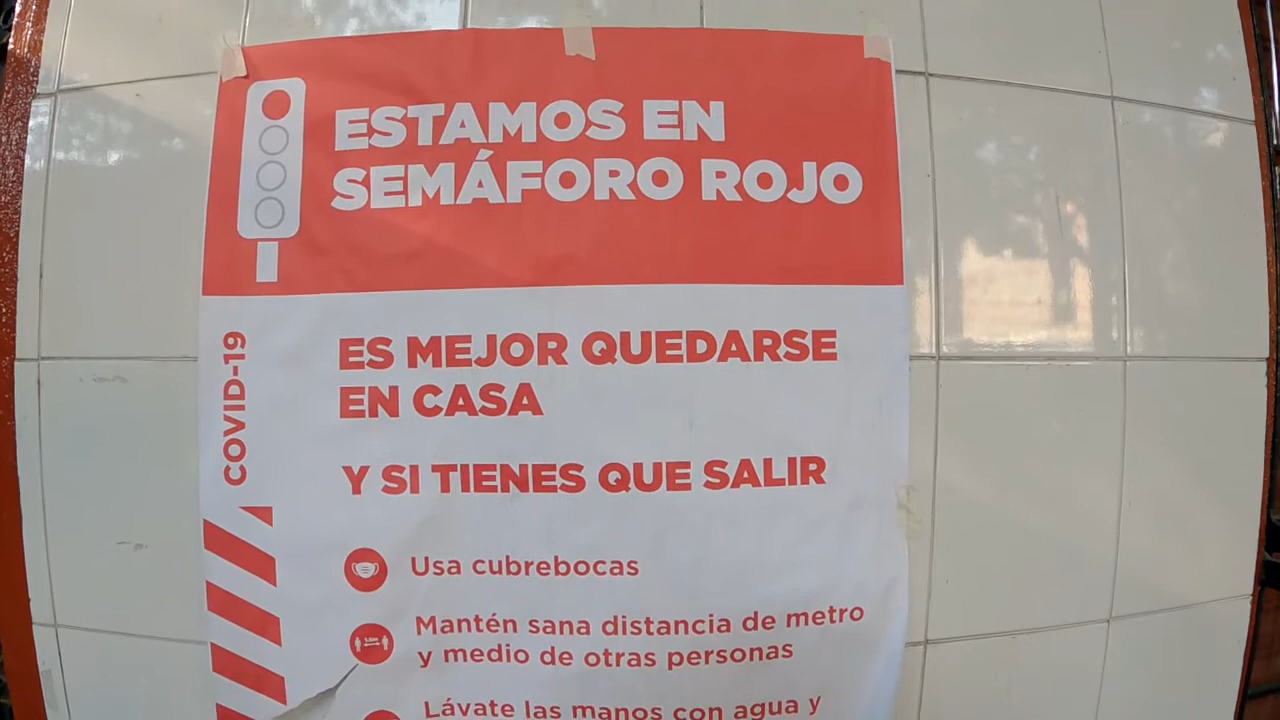 ESTAMOS EN
SEMÁFORO ROJO
COVID-19
ES MEJOR QUEDARSE
EN CASA
Y SI TIENES QUE SALIR
Usa cubrebocas
Mantén sana distancia de metro
y medio de otras personas
Lávate las manos con agua y